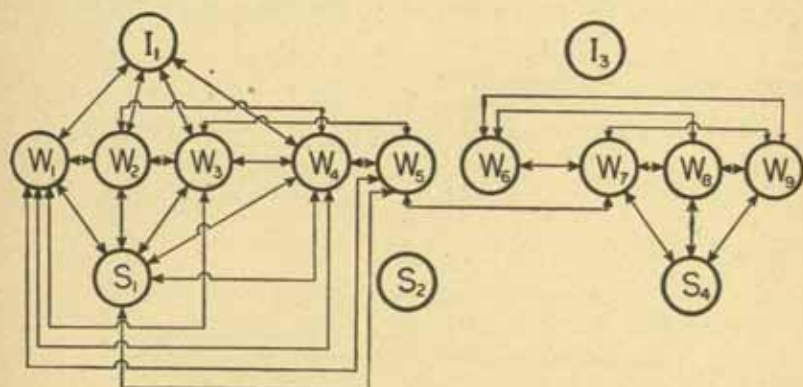 I₁ I₃
W₁ W₂ W₃ W₄ W₅ W₆ W₇ W₈ W₉
S₁ S₂ S₄